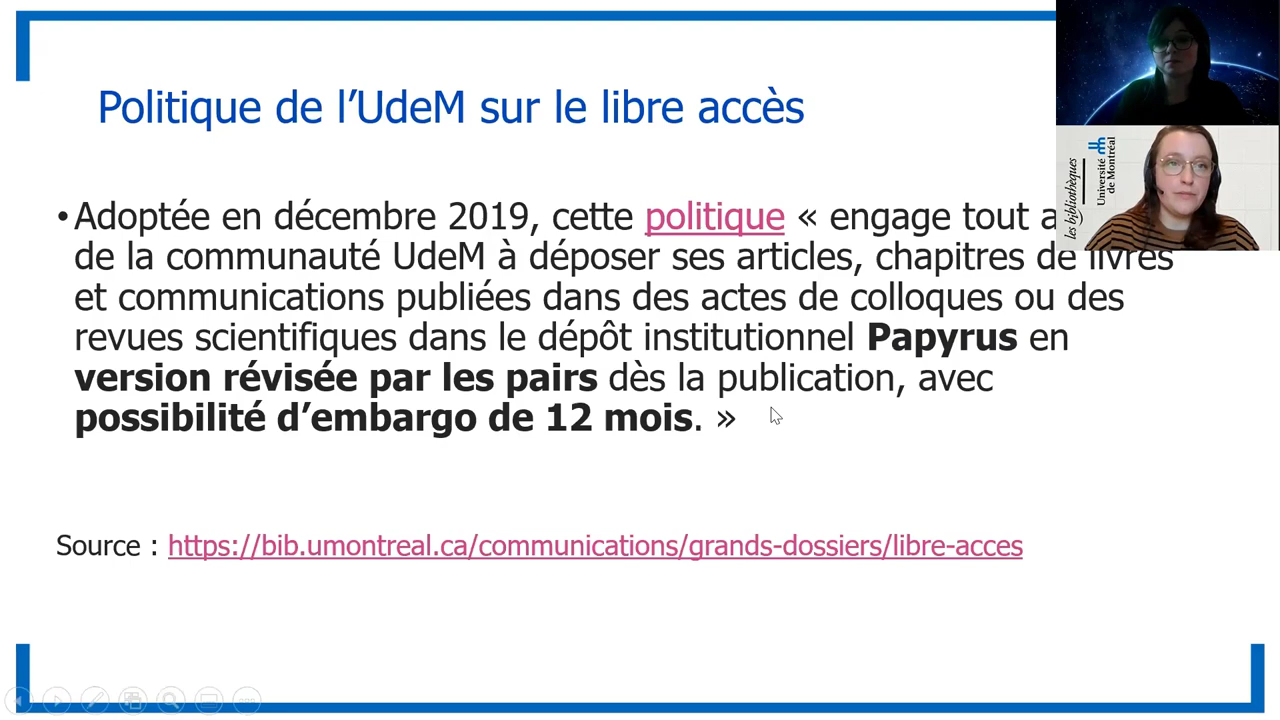 Politique de l’UdeM sur le libre accès
• Adoptée en décembre 2019, cette politique « engage tout
de la communauté UdeM à déposer ses articles, chapitres de livres
et communications publiées dans des actes de colloques ou des
revues scientifiques dans le dépôt institutionnel Papyrus en
version révisée par les pairs dès la publication, avec
possibilité d’embargo de 12 mois. »
Source : https://bib.umontreal.ca/communications/grands-dossiers/libre-acces
les bibliothèques
Université
de Montréal